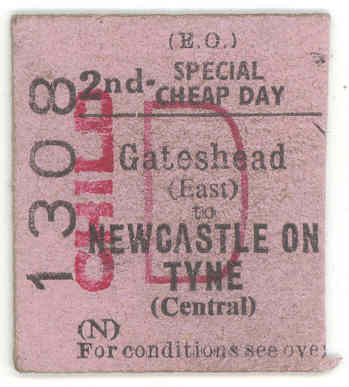 (E.O.)
2nd- SPECIAL
CHEAP DAY
Gateshead
(East)
to
NEWCASTLE ON
TYNE
(Central)
(N)
For conditions see over
1308
CHILD
D